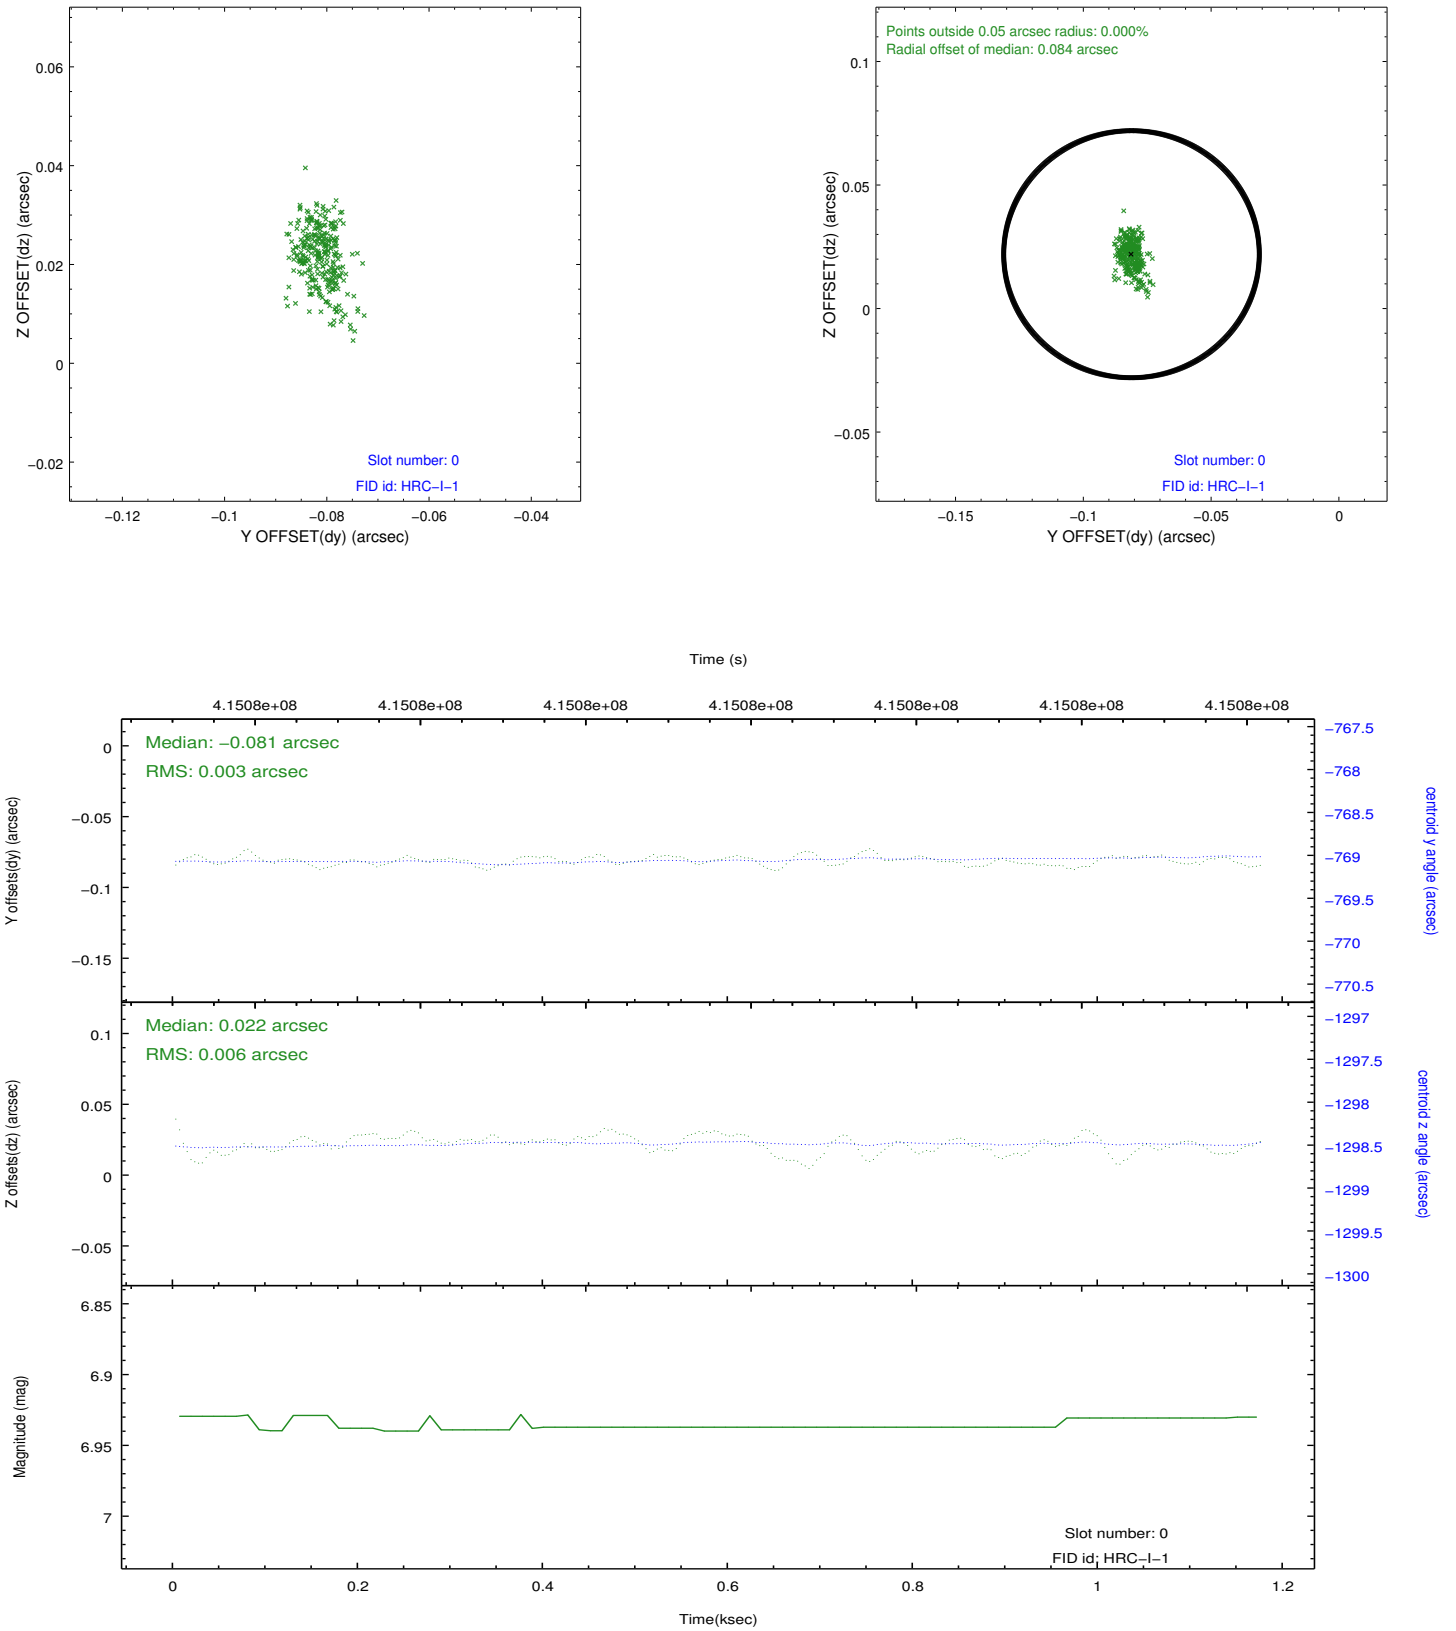 0.06
0.04
0.02
0
−0.02
Z OFFSET(dz) (arcsec)
Slot number: 0
FID id: HRC−I−1
−0.12
−0.1
−0.08
−0.06
−0.04
Y OFFSET(dy) (arcsec)
Points outside 0.05 arcsec radius: 0.000%
Radial offset of median: 0.084 arcsec
0.1
0.05
0
−0.05
Z OFFSET(dz) (arcsec)
Slot number: 0
FID id: HRC−I−1
−0.15
−0.1
−0.05
0
Y OFFSET(dy) (arcsec)
Time (s)
4.1508e+08
4.1508e+08
4.1508e+08
4.1508e+08
4.1508e+08
4.1508e+08
4.1508e+08
Median: −0.081 arcsec
RMS: 0.003 arcsec
0
−0.05
−0.1
−0.15
Y offsets(dy) (arcsec)
−767.5
−768
−768.5
−769
−769.5
−770
−770.5
centroid y angle (arcsec)
Median: 0.022 arcsec
RMS: 0.006 arcsec
0.1
0.05
0
−0.05
Z offsets(dz) (arcsec)
−1297
−1297.5
−1298
−1298.5
−1299
−1299.5
−1300
centroid z angle (arcsec)
6.85
6.9
6.95
7
Magnitude (mag)
Slot number: 0
FID id: HRC−I−1
0
0.2
0.4
0.6
0.8
1
1.2
Time(ksec)